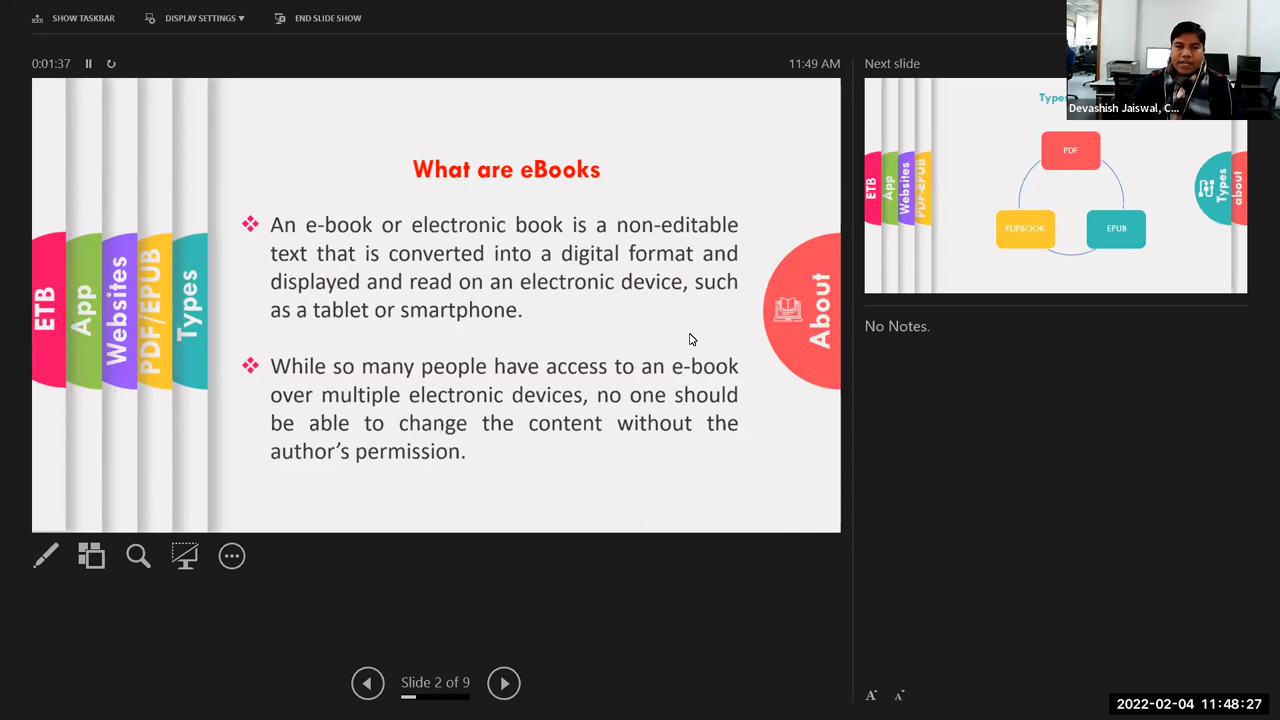 SHOW TASKBAR
DISPLAY SETTINGS ▼
END SLIDE SHOW
0:01:37
11:49 AM
What are eBooks
An e-book or electronic book is a non-editable
text that is converted into a digital format and
displayed and read on an electronic device, such
as a tablet or smartphone.
While so many people have access to an e-book
over multiple electronic devices, no one should
be able to change the content without the
author’s permission.
ETB
App
Websites
PDF/EPUB
Types
About
Slide 2 of 9
Next slide
Devashish Jaiswal, C...
Types
PDF
FLIPBOOK
EPUB
ETB
App
Websites
PDF-EPUB
Types
about
No Notes.
A
A
2022-02-04 11:48:27